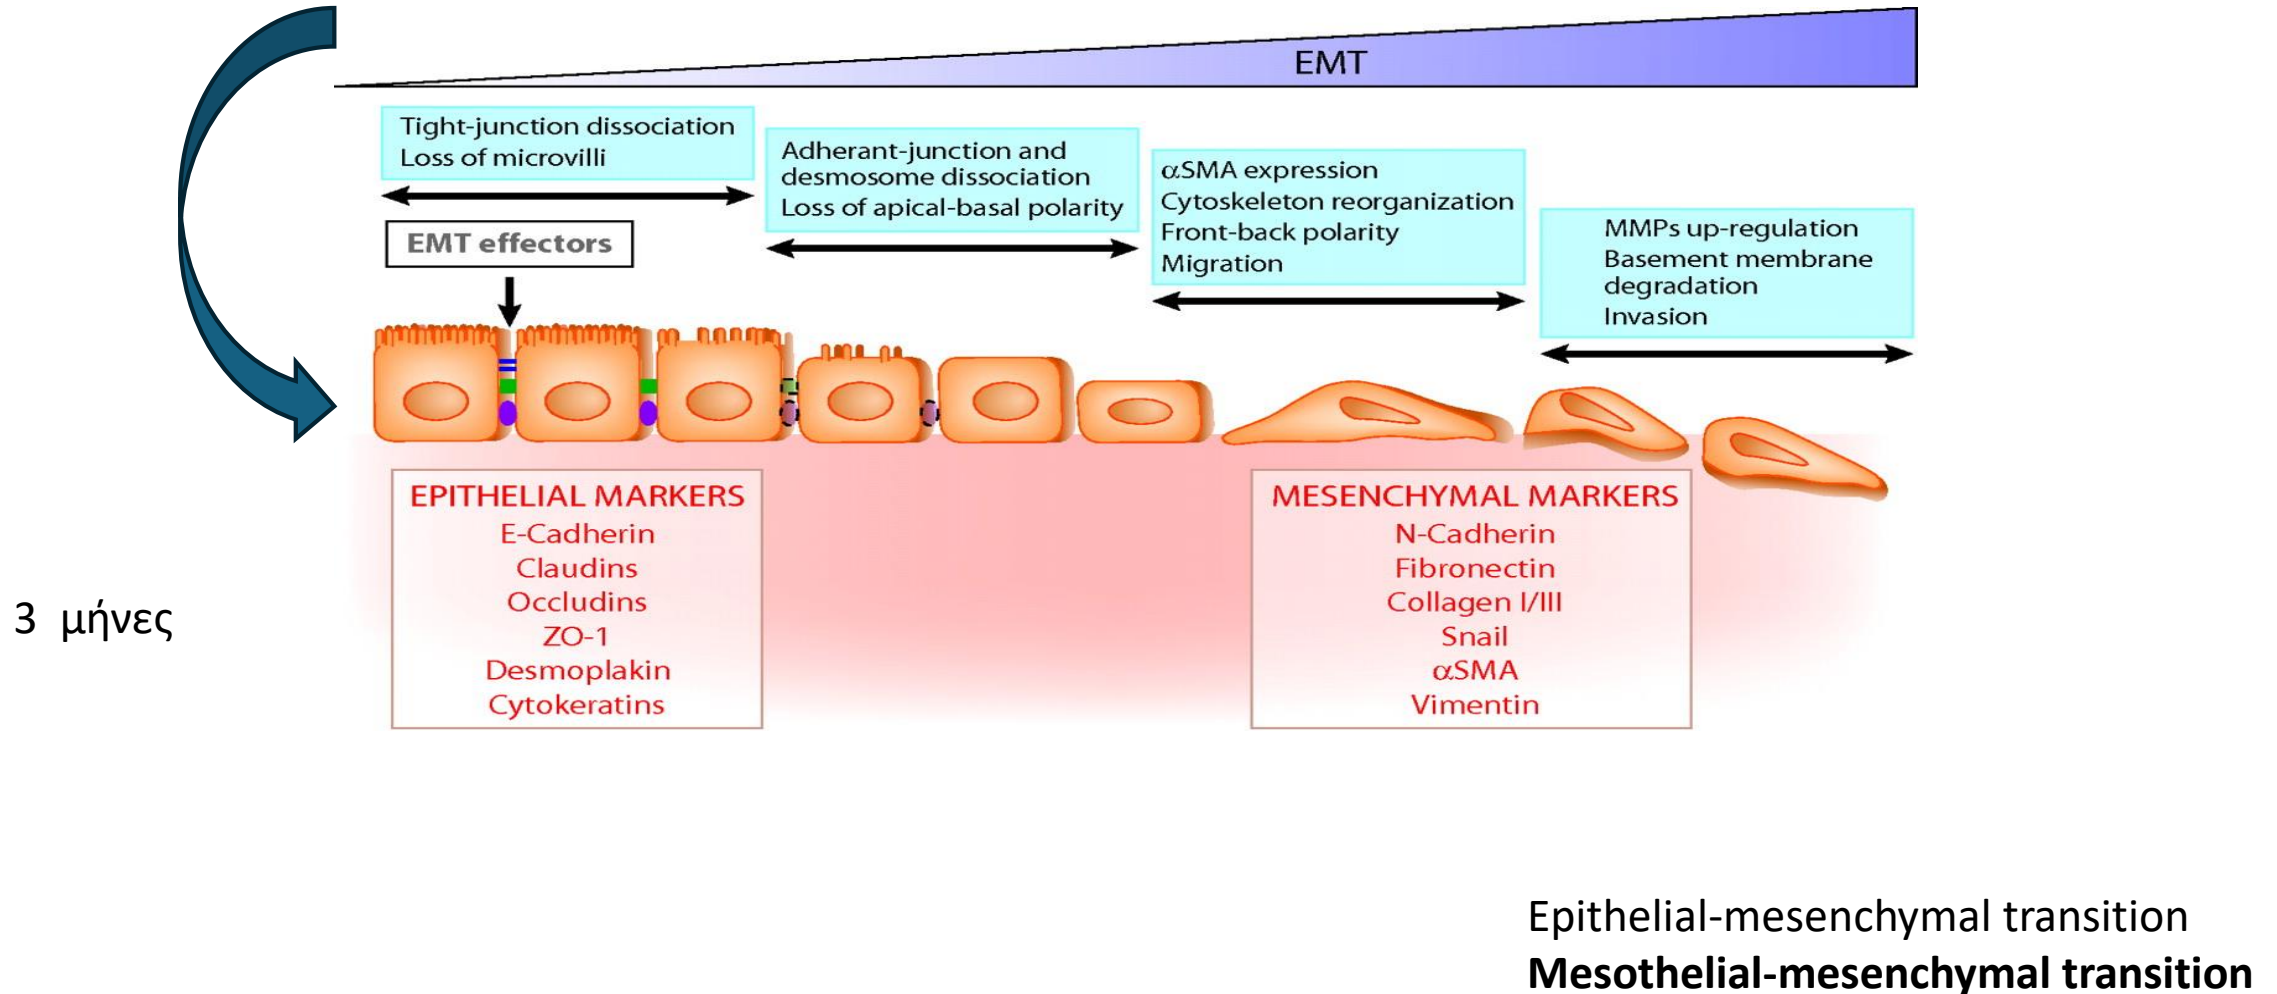 EMT
Tight-junction dissociation
Loss of microvilli
Adherant-junction and
desmosome dissociation
Loss of apical-basal polarity
αSMA expression
Cytoskeleton reorganization
Front-back polarity
Migration
MMPs up-regulation
Basement membrane
degradation
Invasion
EMT effectors
EPITHELIAL MARKERS
E-Cadherin
Claudins
Occludins
ZO-1
Desmoplakin
Cytokeratins
MESENCHYMAL MARKERS
N-Cadherin
Fibronectin
Collagen I/III
Snail
αSMA
Vimentin
3 μήνες
Epithelial-mesenchymal transition
Mesothelial-mesenchymal transition